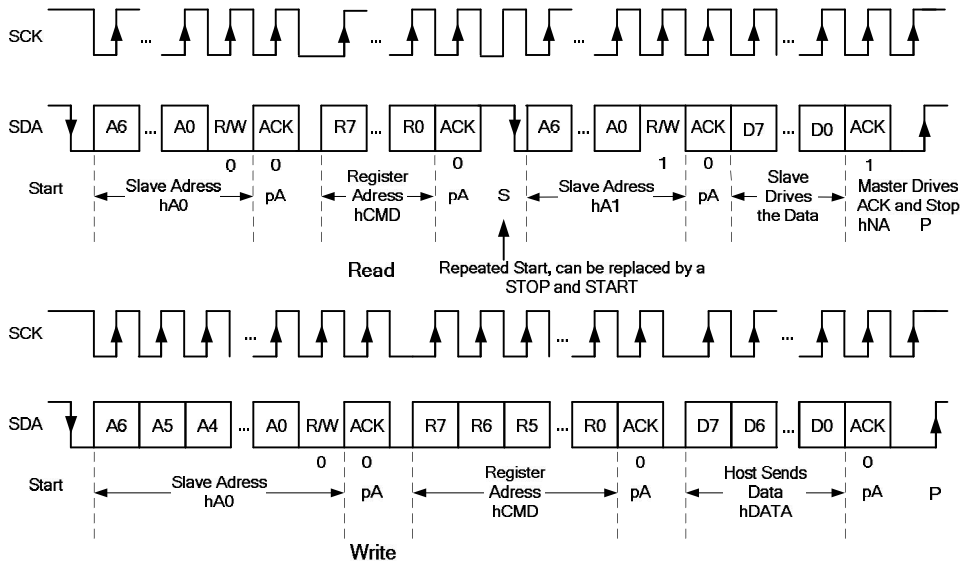 SCK ... ... ... ...
SDA A6 ... A0 R/W ACK R7 ... R0 ACK A6 ... A0 R/W ACK D7 ... D0 ACK
0 0 0 1 0 1
Start Slave Adress pA Register pA S Slave Adress pA Slave Master Drives
hA0 Adress hA1 Drives ACK and Stop
hCMD the Data hNA P
Read Repeated Start, can be replaced by a
STOP and START
SCK ... ... ...
SDA A6 A5 A4 ... A0 R/W ACK R7 R6 R5 ... R0 ACK D7 D6 ... D0 ACK
0 0 0 0
Start Slave Adress pA Register pA Host Sends pA P
hA0 Adress Data
hCMD hDATA
Write